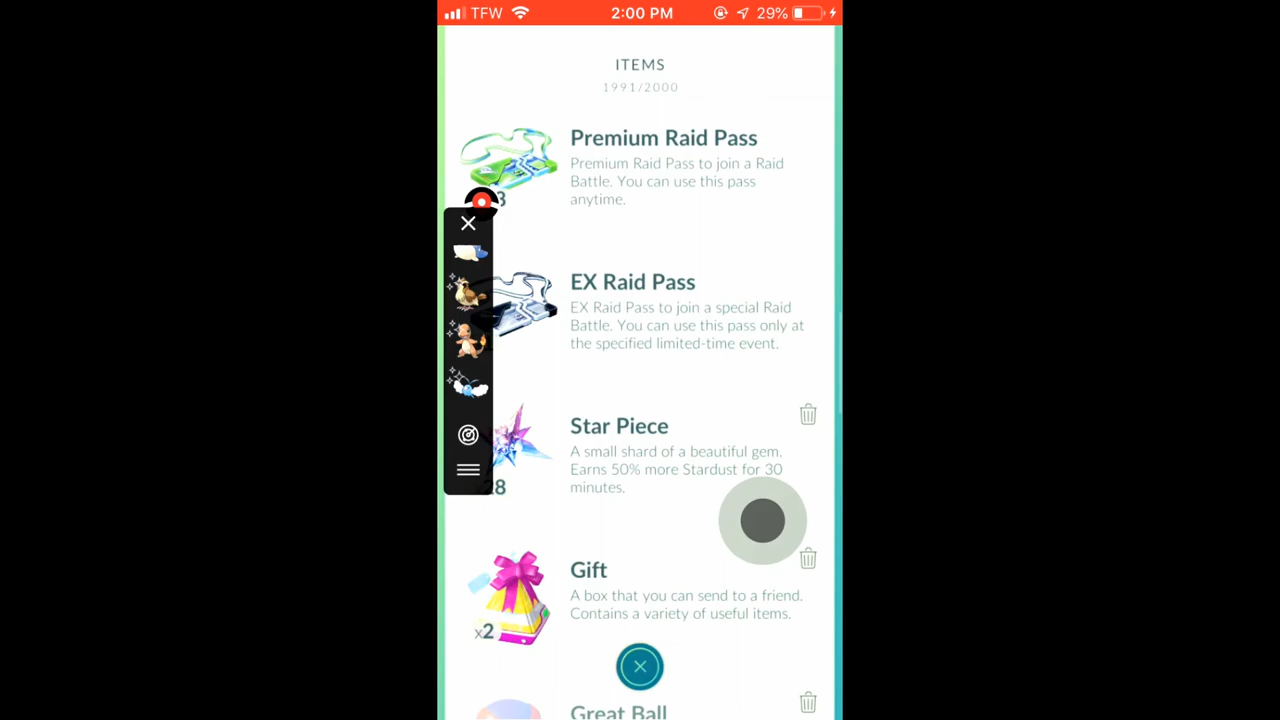 TFW 2:00 PM 29%
ITEMS
1991/2000
Premium Raid Pass
Premium Raid Pass to join a Raid
Battle. You can use this pass
anytime.
EX Raid Pass
EX Raid Pass to join a special Raid
Battle. You can use this pass only at
the specified limited-time event.
Star Piece
A small shard of a beautiful gem.
Earns 50% more Stardust for 30
minutes.
Gift
A box that you can send to a friend.
Contains a variety of useful items.
x2
Great Ball